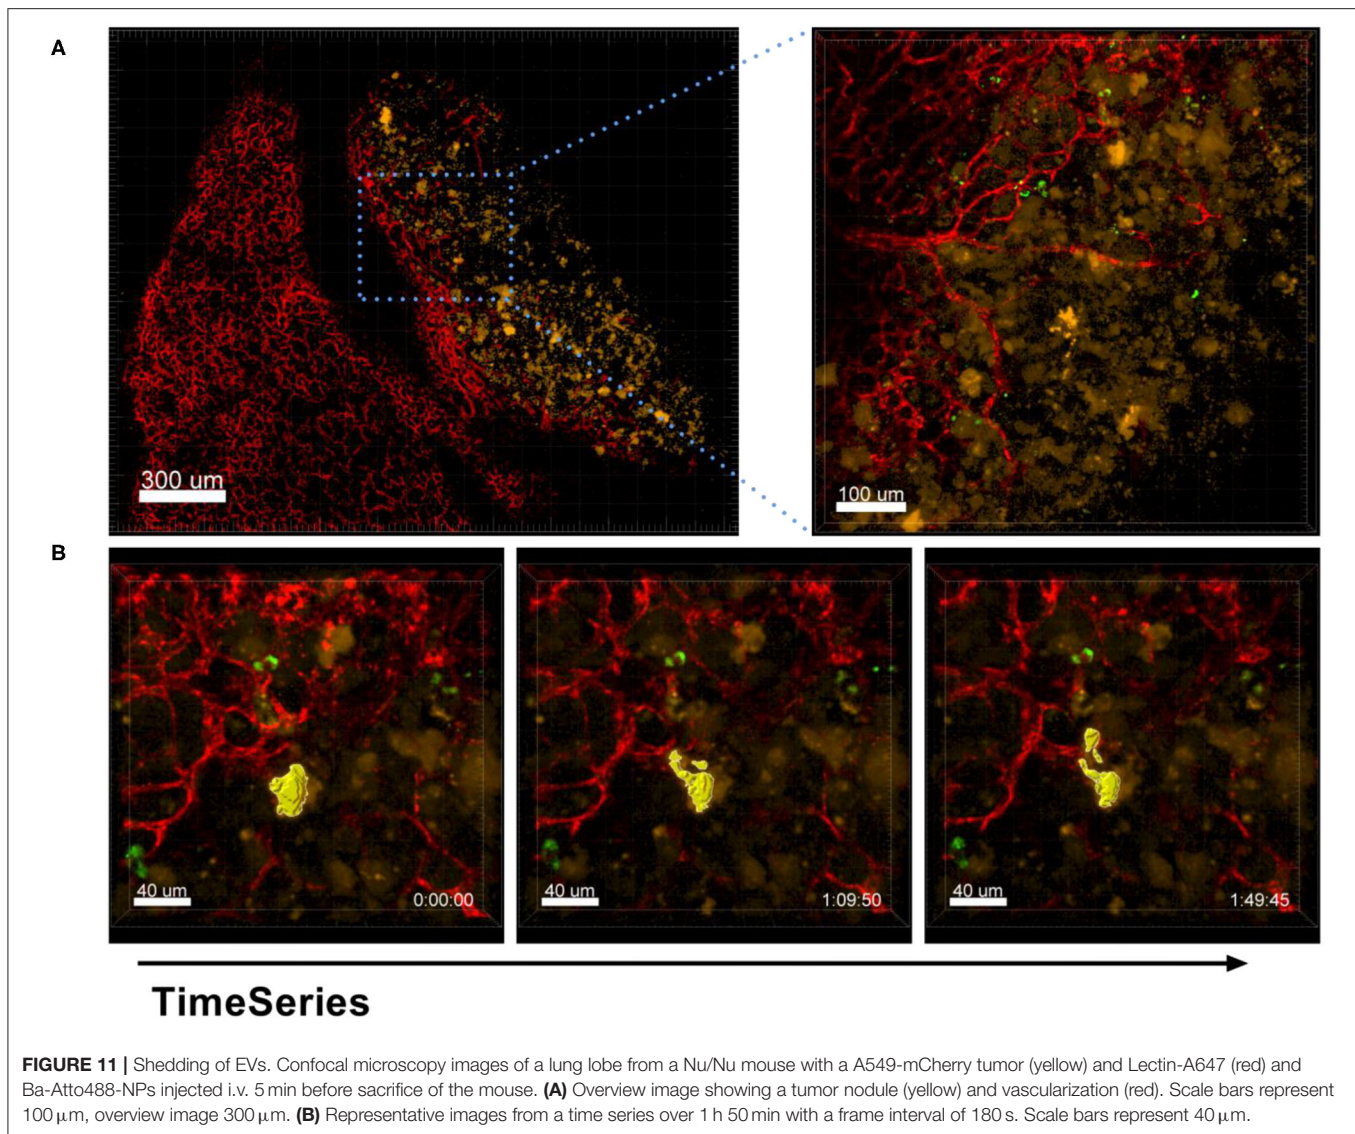 A
300 um
100 um
B
40 um
0:00:00
40 um
1:09:50
40 um
1:49:45
TimeSeries
FIGURE 11 | Shedding of EVs. Confocal microscopy images of a lung lobe from a Nu/Nu mouse with a A549-mCherry tumor (yellow) and Lectin-A647 (red) and
Ba-Atto488-NPs injected i.v. 5 min before sacrifice of the mouse. (A) Overview image showing a tumor nodule (yellow) and vascularization (red). Scale bars represent
100 μm, overview image 300 μm. (B) Representative images from a time series over 1 h 50 min with a frame interval of 180 s. Scale bars represent 40 μm.